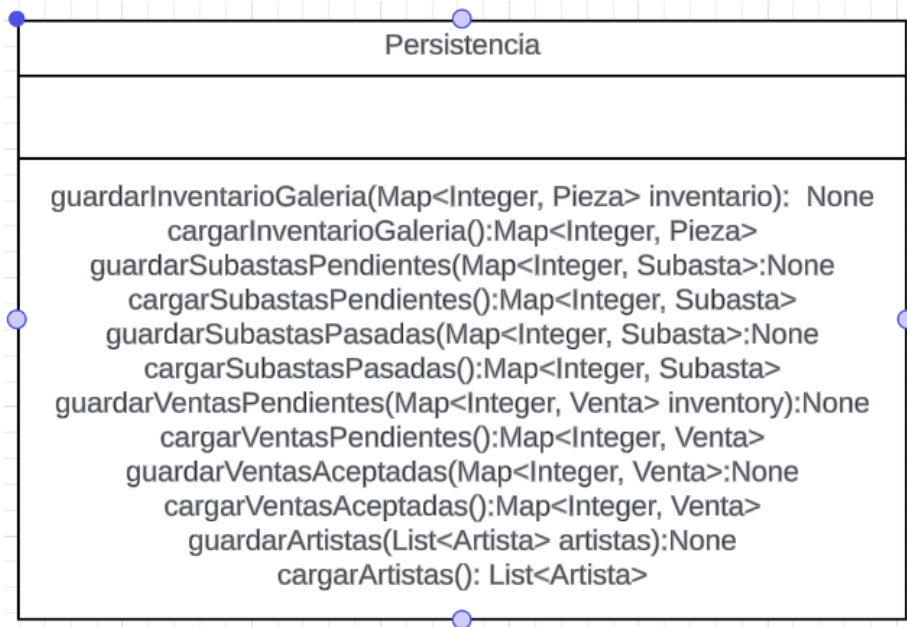 Persistencia
guardarInventarioGaleria(Map<Integer, Pieza> inventario):  None
cargarInventarioGaleria():Map<Integer, Pieza>
guardarSubastasPendientes(Map<Integer, Subasta>:None
cargarSubastasPendientes():Map<Integer, Subasta>
guardarSubastasPasadas(Map<Integer, Subasta>:None
cargarSubastasPasadas():Map<Integer, Subasta>
guardarVentasPendientes(Map<Integer, Venta> inventory):None
cargarVentasPendientes():Map<Integer, Venta>
guardarVentasAceptadas(Map<Integer, Venta>:None
cargarVentasAceptadas():Map<Integer, Venta>
guardarArtistas(List<Artista> artistas):None
cargarArtistas(): List<Artista>